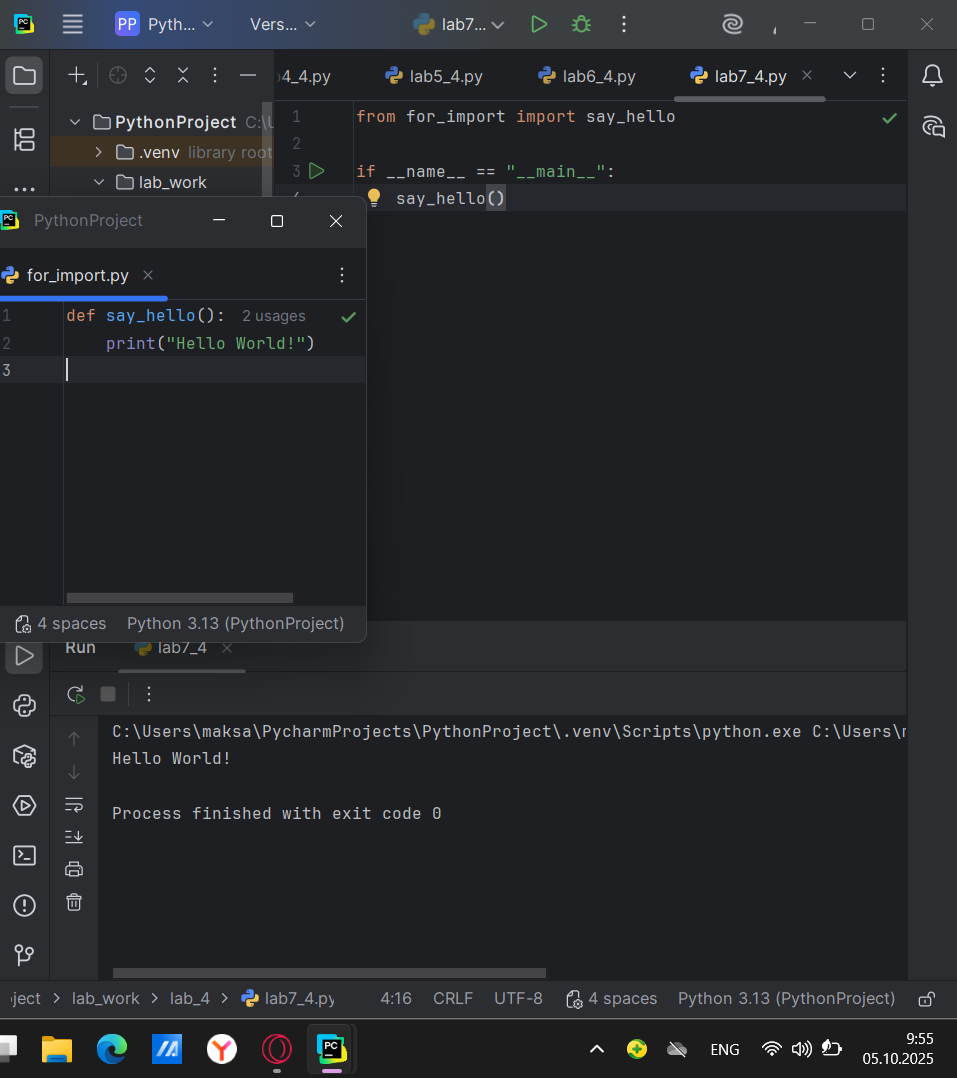 PP Pyth... Vers... lab7...
04_4.py lab5_4.py lab6_4.py lab7_4.py
PythonProject C:\U
.venv library root
lab_work
1 from for_import import say_hello
2
3 if __name__ == "__main__":
say_hello()
PC PythonProject
for_import.py
1 def say_hello(): 2 usages
2 print("Hello World!")
3
4 spaces Python 3.13 (PythonProject)
Run lab7_4
C:\Users\maksa\PycharmProjects\PythonProject\.venv\Scripts\python.exe C:\Users\m
Hello World!
Process finished with exit code 0
ject > lab_work > lab_4 > lab7_4.py 4:16 CRLF UTF-8 4 spaces Python 3.13 (PythonProject)
PC ENG 9:55
05.10.2025